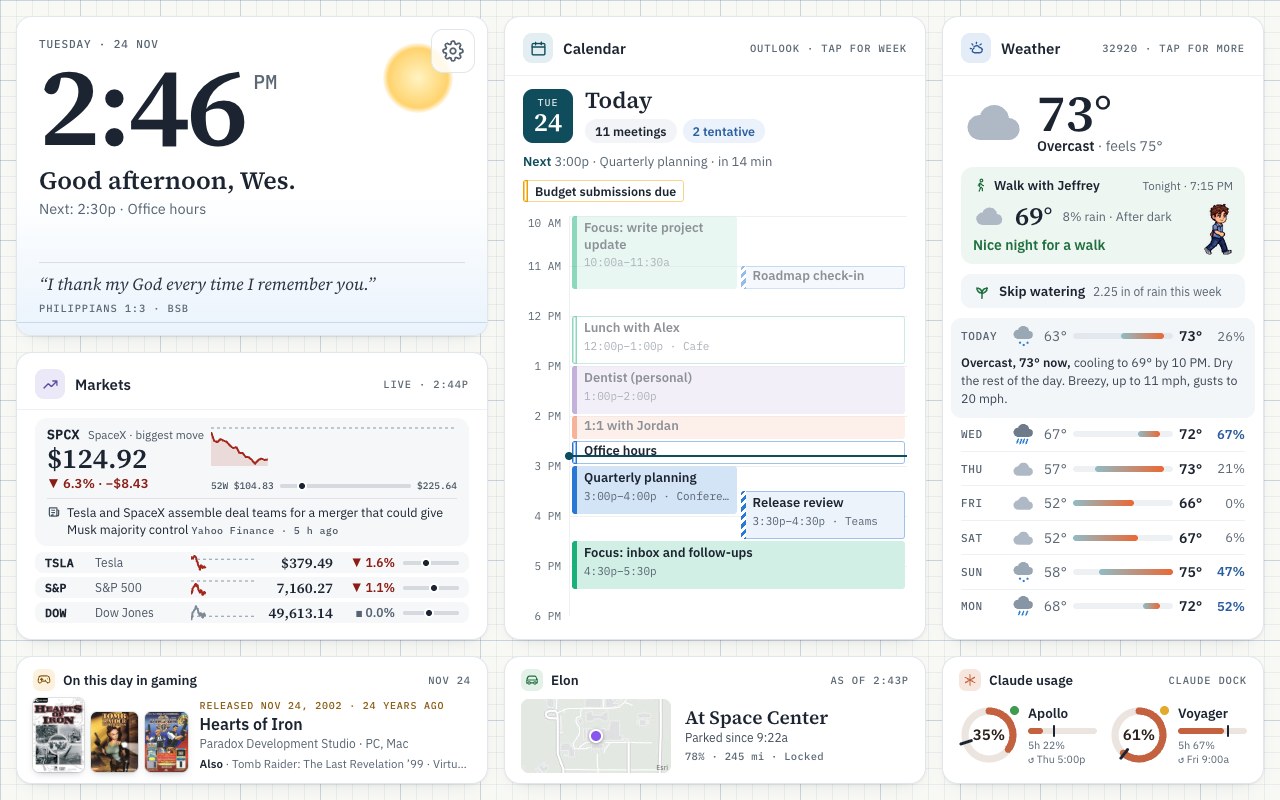 TUESDAY · 24 NOV
2:46 PM
Good afternoon, Wes.
Next: 2:30p · Office hours
“I thank my God every time I remember you.”
PHILIPPIANS 1:3 · BSB
Markets
LIVE · 2:44P
SPCX SpaceX · biggest move
$124.92
▼ 6.3% · −$8.43
52W $104.83 $225.64
Tesla and SpaceX assemble deal teams for a merger that could give
Musk majority control Yahoo Finance · 5 h ago
TSLA Tesla $379.49 ▼ 1.6%
S&P S&P 500 7,160.27 ▼ 1.1%
DOW Dow Jones 49,613.14 ■ 0.0%
Calendar
OUTLOOK · TAP FOR WEEK
TUE
24
Today
11 meetings 2 tentative
Next 3:00p · Quarterly planning · in 14 min
Budget submissions due
10 AM
Focus: write project
update
10:00a–11:30a
11 AM
Roadmap check-in
12 PM
Lunch with Alex
12:00p–1:00p · Cafe
1 PM
Dentist (personal)
1:00p–2:00p
2 PM
1:1 with Jordan
Office hours
3 PM
Quarterly planning
3:00p–4:00p · Confere…
Release review
3:30p–4:30p · Teams
4 PM
Focus: inbox and follow-ups
4:30p–5:30p
5 PM
6 PM
Weather
32920 · TAP FOR MORE
73°
Overcast · feels 75°
Walk with Jeffrey
Tonight · 7:15 PM
69° 8% rain · After dark
Nice night for a walk
Skip watering 2.25 in of rain this week
TODAY 63° 73° 26%
Overcast, 73° now, cooling to 69° by 10 PM. Dry
the rest of the day. Breezy, up to 11 mph, gusts to
20 mph.
WED 67° 72° 67%
THU 57° 73° 21%
FRI 52° 66° 0%
SAT 52° 67° 6%
SUN 58° 75° 47%
MON 68° 72° 52%
On this day in gaming
NOV 24
HEARTS
OF
IRON
TOMB
RAIDER
RELEASED NOV 24, 2002 · 24 YEARS AGO
Hearts of Iron
Paradox Development Studio · PC, Mac
Also · Tomb Raider: The Last Revelation ’99 · Virtu…
Elon
AS OF 2:43P
Esri
At Space Center
Parked since 9:22a
78% · 245 mi · Locked
Claude usage
CLAUDE DOCK
35%
Apollo
5h 22%
↺ Thu 5:00p
61%
Voyager
5h 67%
↺ Fri 9:00a